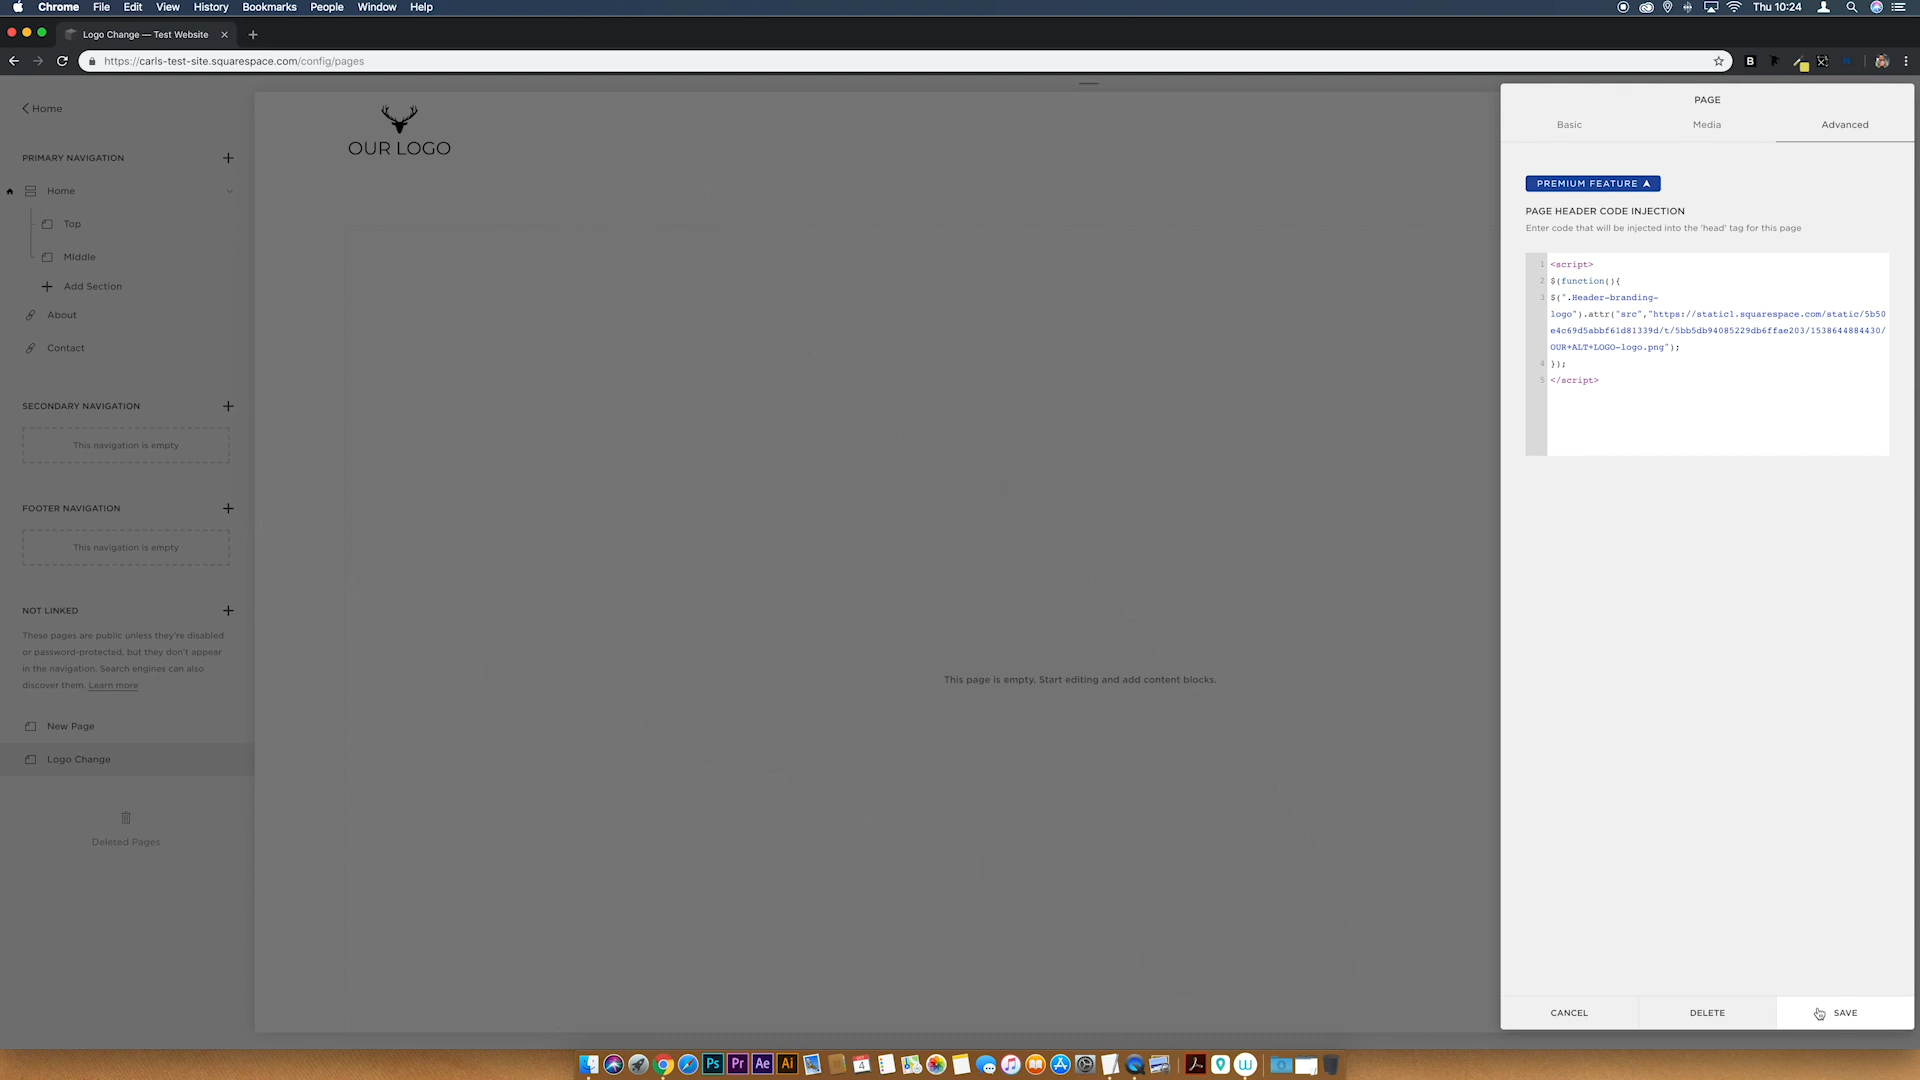 Chrome File Edit View History Bookmarks People Window Help
Thu 10:24
Logo Change — Test Website
https://carls-test-site.squarespace.com/config/pages
Home
PRIMARY NAVIGATION
Home
Top
Middle
Add Section
About
Contact
SECONDARY NAVIGATION
This navigation is empty
FOOTER NAVIGATION
This navigation is empty
NOT LINKED
These pages are public unless they're disabled
or password-protected, but they don't appear
in the navigation. Search engines can also
discover them. Learn more
New Page
Logo Change
Deleted Pages
OUR LOGO
This page is empty. Start editing and add content blocks.
PAGE
Basic Media Advanced
PREMIUM FEATURE
PAGE HEADER CODE INJECTION
Enter code that will be injected into the 'head' tag for this page
1 <script>
2 $(function(){
3 $(".Header-branding-
logo").attr("src","https://static1.squarespace.com/static/5b50
e4c69d5abbf61d81339d/t/5bb5db94085229db6ffae203/1538644884430/
OUR+ALT+LOGO-logo.png");
4 });
5 </script>
CANCEL DELETE SAVE
Ps Pr Ae Ai